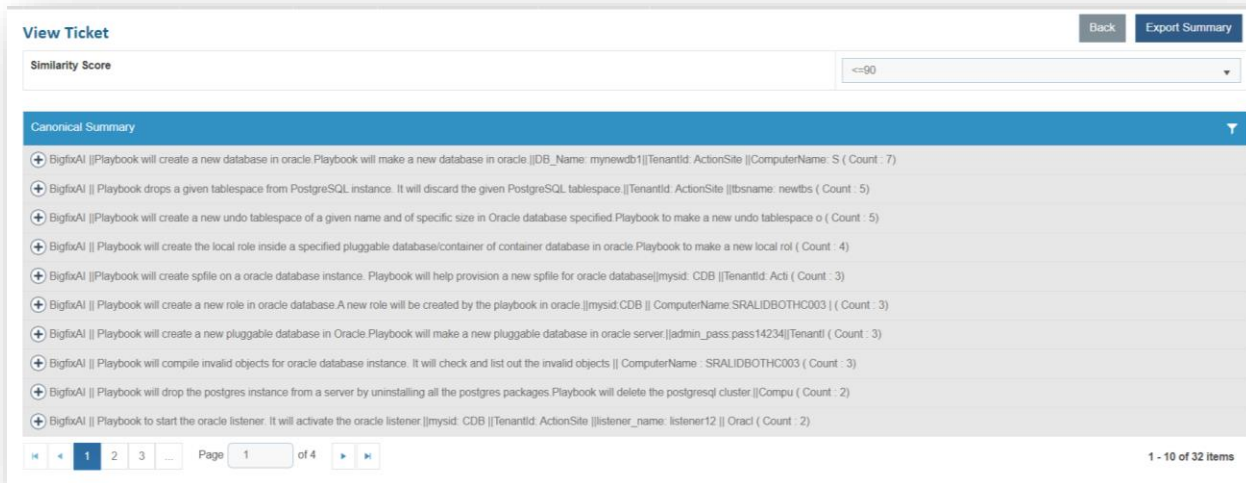 View Ticket
Back
Export Summary
Similarity Score
<=90
Canonical Summary
BigfixAI ||Playbook will create a new database in oracle.Playbook will make a new database in oracle.||DB_Name: mynewdb1||TenantId: ActionSite ||ComputerName: S ( Count : 7)
BigfixAI || Playbook drops a given tablespace from PostgreSQL instance. It will discard the given PostgreSQL tablespace.||TenantId: ActionSite ||tbsname: newtbs ( Count : 5)
BigfixAI ||Playbook will create a new undo tablespace of a given name and of specific size in Oracle database specified.Playbook to make a new undo tablespace o ( Count : 5)
BigfixAI || Playbook will create the local role inside a specified pluggable database/container of container database in oracle.Playbook to make a new local rol ( Count : 4)
BigfixAI ||Playbook will create spfile on a oracle database instance. Playbook will help provision a new spfile for oracle database||mysid: CDB ||TenantId: Acti ( Count : 3)
BigfixAI || Playbook will create a new role in oracle database.A new role will be created by the playbook in oracle.||mysid:CDB || ComputerName:SRALIDBOTHC003 | ( Count : 3)
BigfixAI || Playbook will create a new pluggable database in Oracle.Playbook will make a new pluggable database in oracle server.||admin_pass:pass14234||TenantI ( Count : 3)
BigfixAI || Playbook will compile invalid objects for oracle database instance. It will check and list out the invalid objects || ComputerName : SRALIDBOTHC003 ( Count : 3)
BigfixAI || Playbook will drop the postgres instance from a server by uninstalling all the postgres packages.Playbook will delete the postgresql cluster.||Compu ( Count : 2)
BigfixAI || Playbook to start the oracle listener. It will activate the oracle listener.||mysid: CDB ||TenantId: ActionSite ||listener_name: listener12 || Oracl ( Count : 2)
1 2 3 ... Page 1 of 4
1 - 10 of 32 items